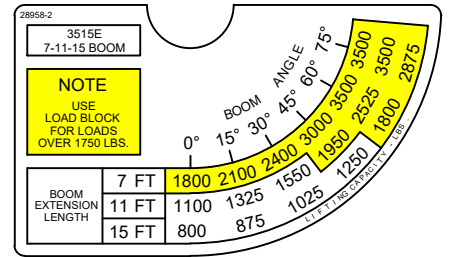 28958-2
3515E
7-11-15 BOOM
NOTE
USE
LOAD BLOCK
FOR LOADS
OVER 1750 LBS.
BOOM ANGLE
0° 15° 30° 45° 60° 75°
BOOM
EXTENSION
LENGTH
7 FT 1800 2100 2400 3000 3500 3500
11 FT 1100 1325 1550 1950 2525 3500
15 FT 800 875 1025 1250 1800 2875
LIFTING CAPACITY - LBS.